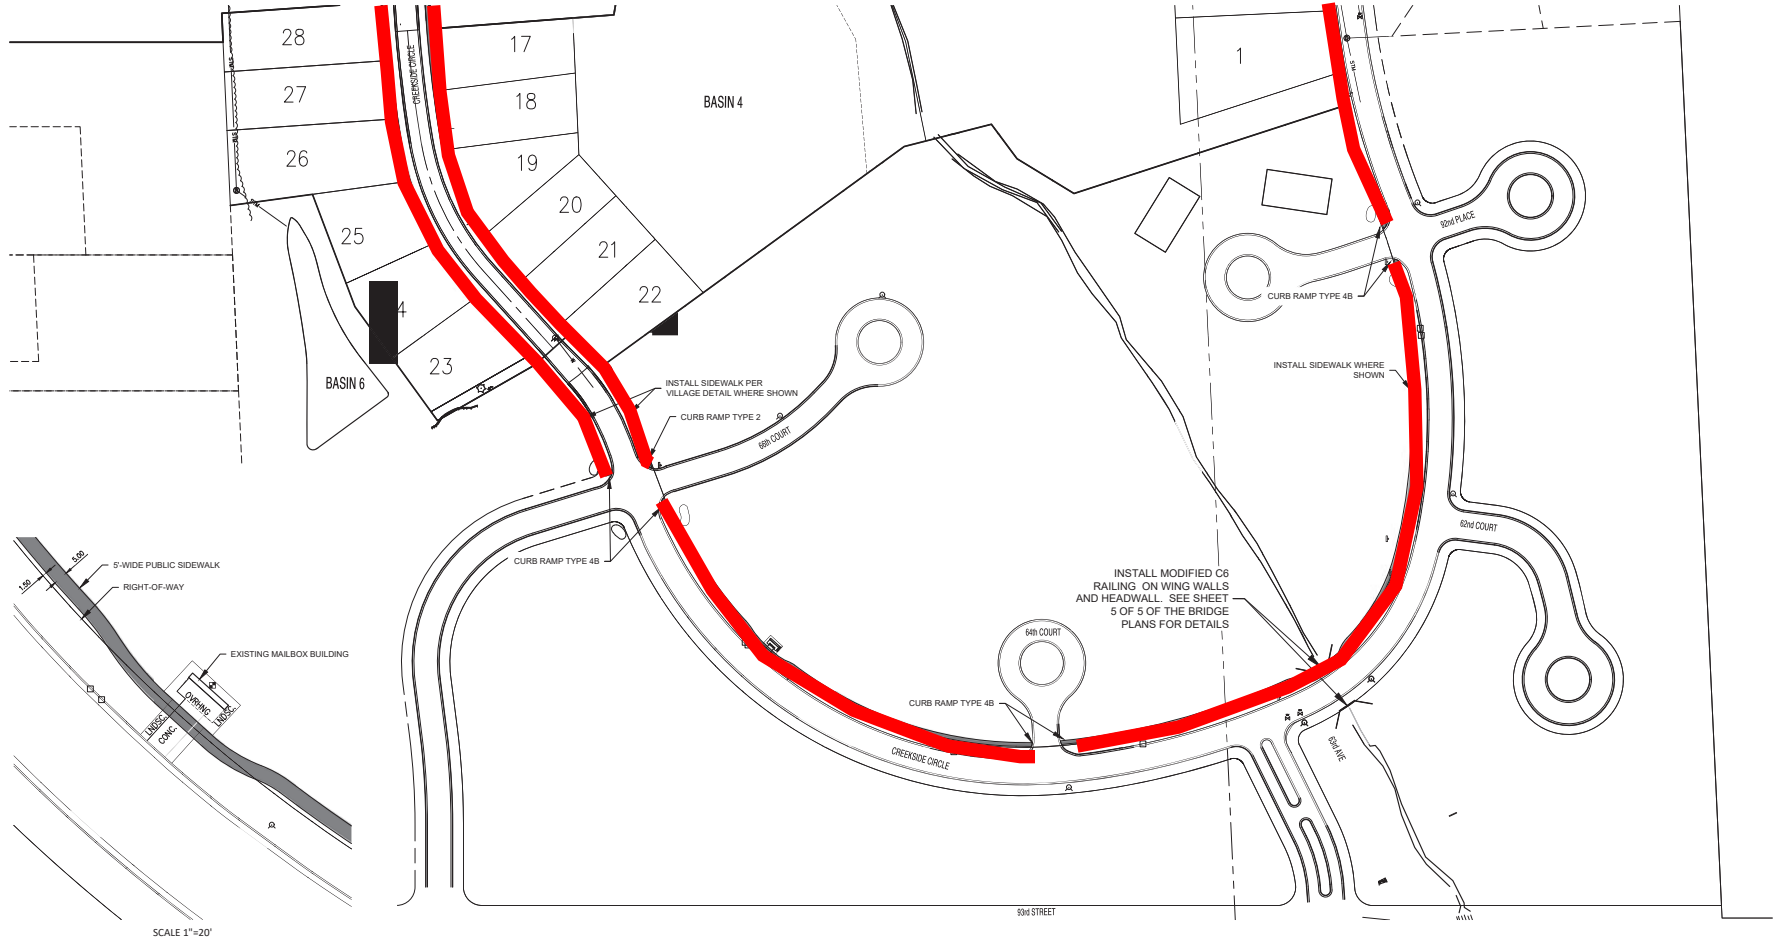 28
17
1
CREEKSIDE CIRCLE
STM
27
18
BASIN 4
26
19
20
92nd PLACE
25
21
22
CURB RAMP TYPE 4B
4
23
BASIN 6
INSTALL SIDEWALK PER
VILLAGE DETAIL WHERE SHOWN
CURB RAMP TYPE 2
66th COURT
INSTALL SIDEWALK WHERE
SHOWN
62nd COURT
CURB RAMP TYPE 4B
INSTALL MODIFIED C6
RAILING ON WING WALLS
AND HEADWALL. SEE SHEET
5 OF 5 OF THE BRIDGE
PLANS FOR DETAILS
64th COURT
CURB RAMP TYPE 4B
CREEKSIDE CIRCLE
63rd AVE
93rd STREET
5.00
1.50
5'-WIDE PUBLIC SIDEWALK
RIGHT-OF-WAY
EXISTING MAILBOX BUILDING
OVRHNG
LNDSC.
LNDSC.
CONC.
SCALE 1"=20'